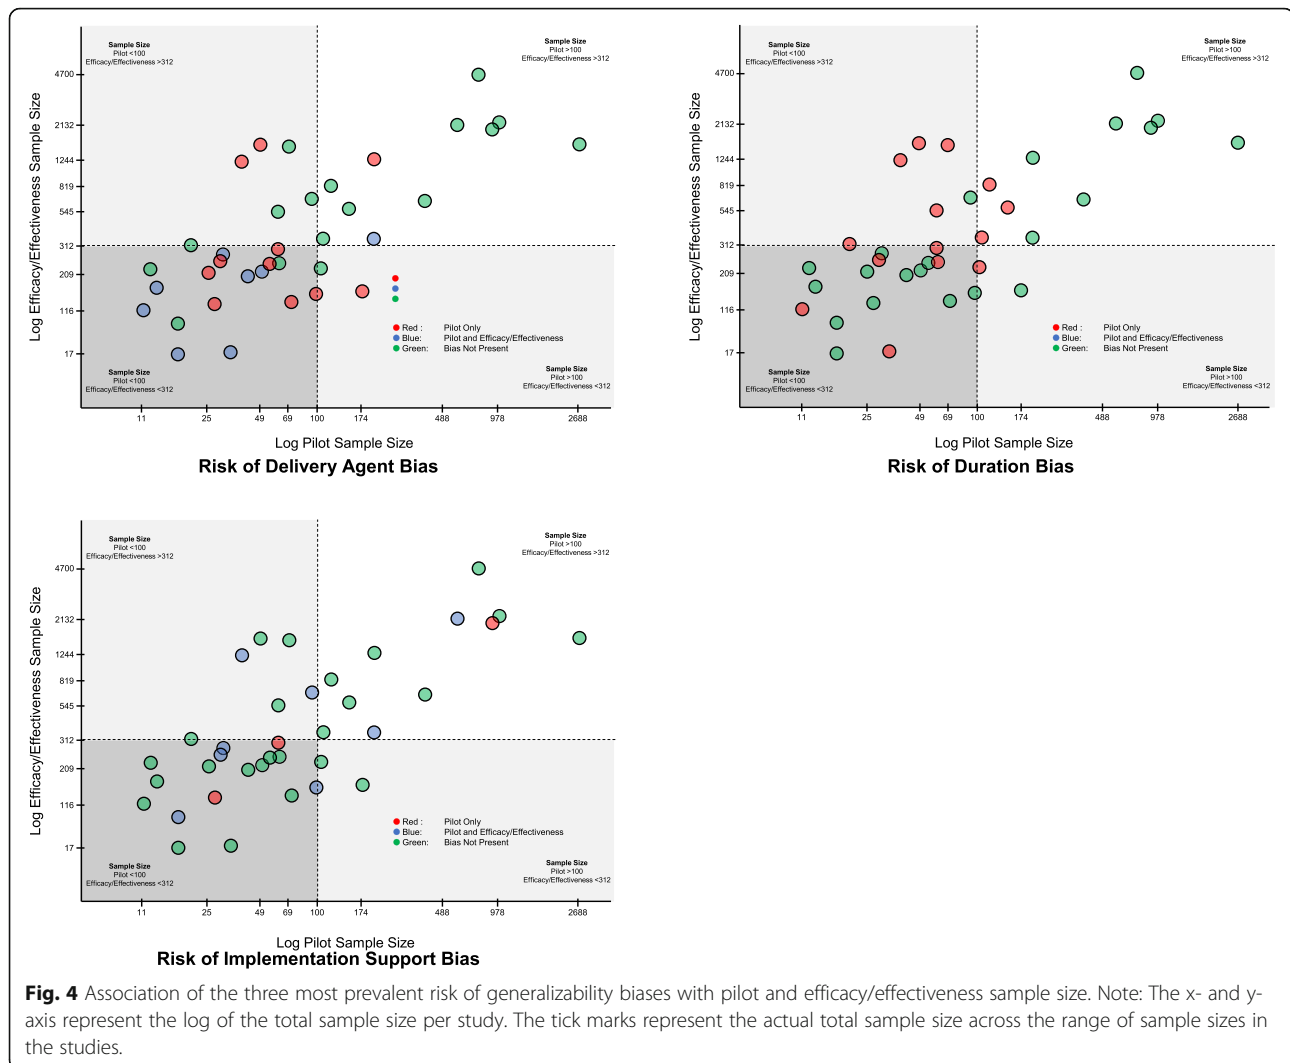 Sample Size
Pilot <100
Efficacy/Effectiveness >312
Sample Size
Pilot >100
Efficacy/Effectiveness >312
Log Efficacy/Effectiveness Sample Size
4700
2132
1244
819
545
312
209
116
17
Red : Pilot Only
Blue: Pilot and Efficacy/Effectiveness
Green: Bias Not Present
Sample Size
Pilot <100
Efficacy/Effectiveness <312
Sample Size
Pilot >100
Efficacy/Effectiveness <312
11 25 49 69 100 174 488 978 2688
Log Pilot Sample Size
Risk of Delivery Agent Bias
Sample Size
Pilot <100
Efficacy/Effectiveness >312
Sample Size
Pilot >100
Efficacy/Effectiveness >312
Log Efficacy/Effectiveness Sample Size
4700
2132
1244
819
545
312
209
116
17
Red : Pilot Only
Blue: Pilot and Efficacy/Effectiveness
Green: Bias Not Present
Sample Size
Pilot <100
Efficacy/Effectiveness <312
Sample Size
Pilot >100
Efficacy/Effectiveness <312
11 25 49 69 100 174 488 978 2688
Log Pilot Sample Size
Risk of Duration Bias
Sample Size
Pilot <100
Efficacy/Effectiveness >312
Sample Size
Pilot >100
Efficacy/Effectiveness >312
Log Efficacy/Effectiveness Sample Size
4700
2132
1244
819
545
312
209
116
17
Red : Pilot Only
Blue: Pilot and Efficacy/Effectiveness
Green: Bias Not Present
Sample Size
Pilot <100
Efficacy/Effectiveness <312
Sample Size
Pilot >100
Efficacy/Effectiveness <312
11 25 49 69 100 174 488 978 2688
Log Pilot Sample Size
Risk of Implementation Support Bias
Fig. 4 Association of the three most prevalent risk of generalizability biases with pilot and efficacy/effectiveness sample size. Note: The x- and y-
axis represent the log of the total sample size per study. The tick marks represent the actual total sample size across the range of sample sizes in
the studies.